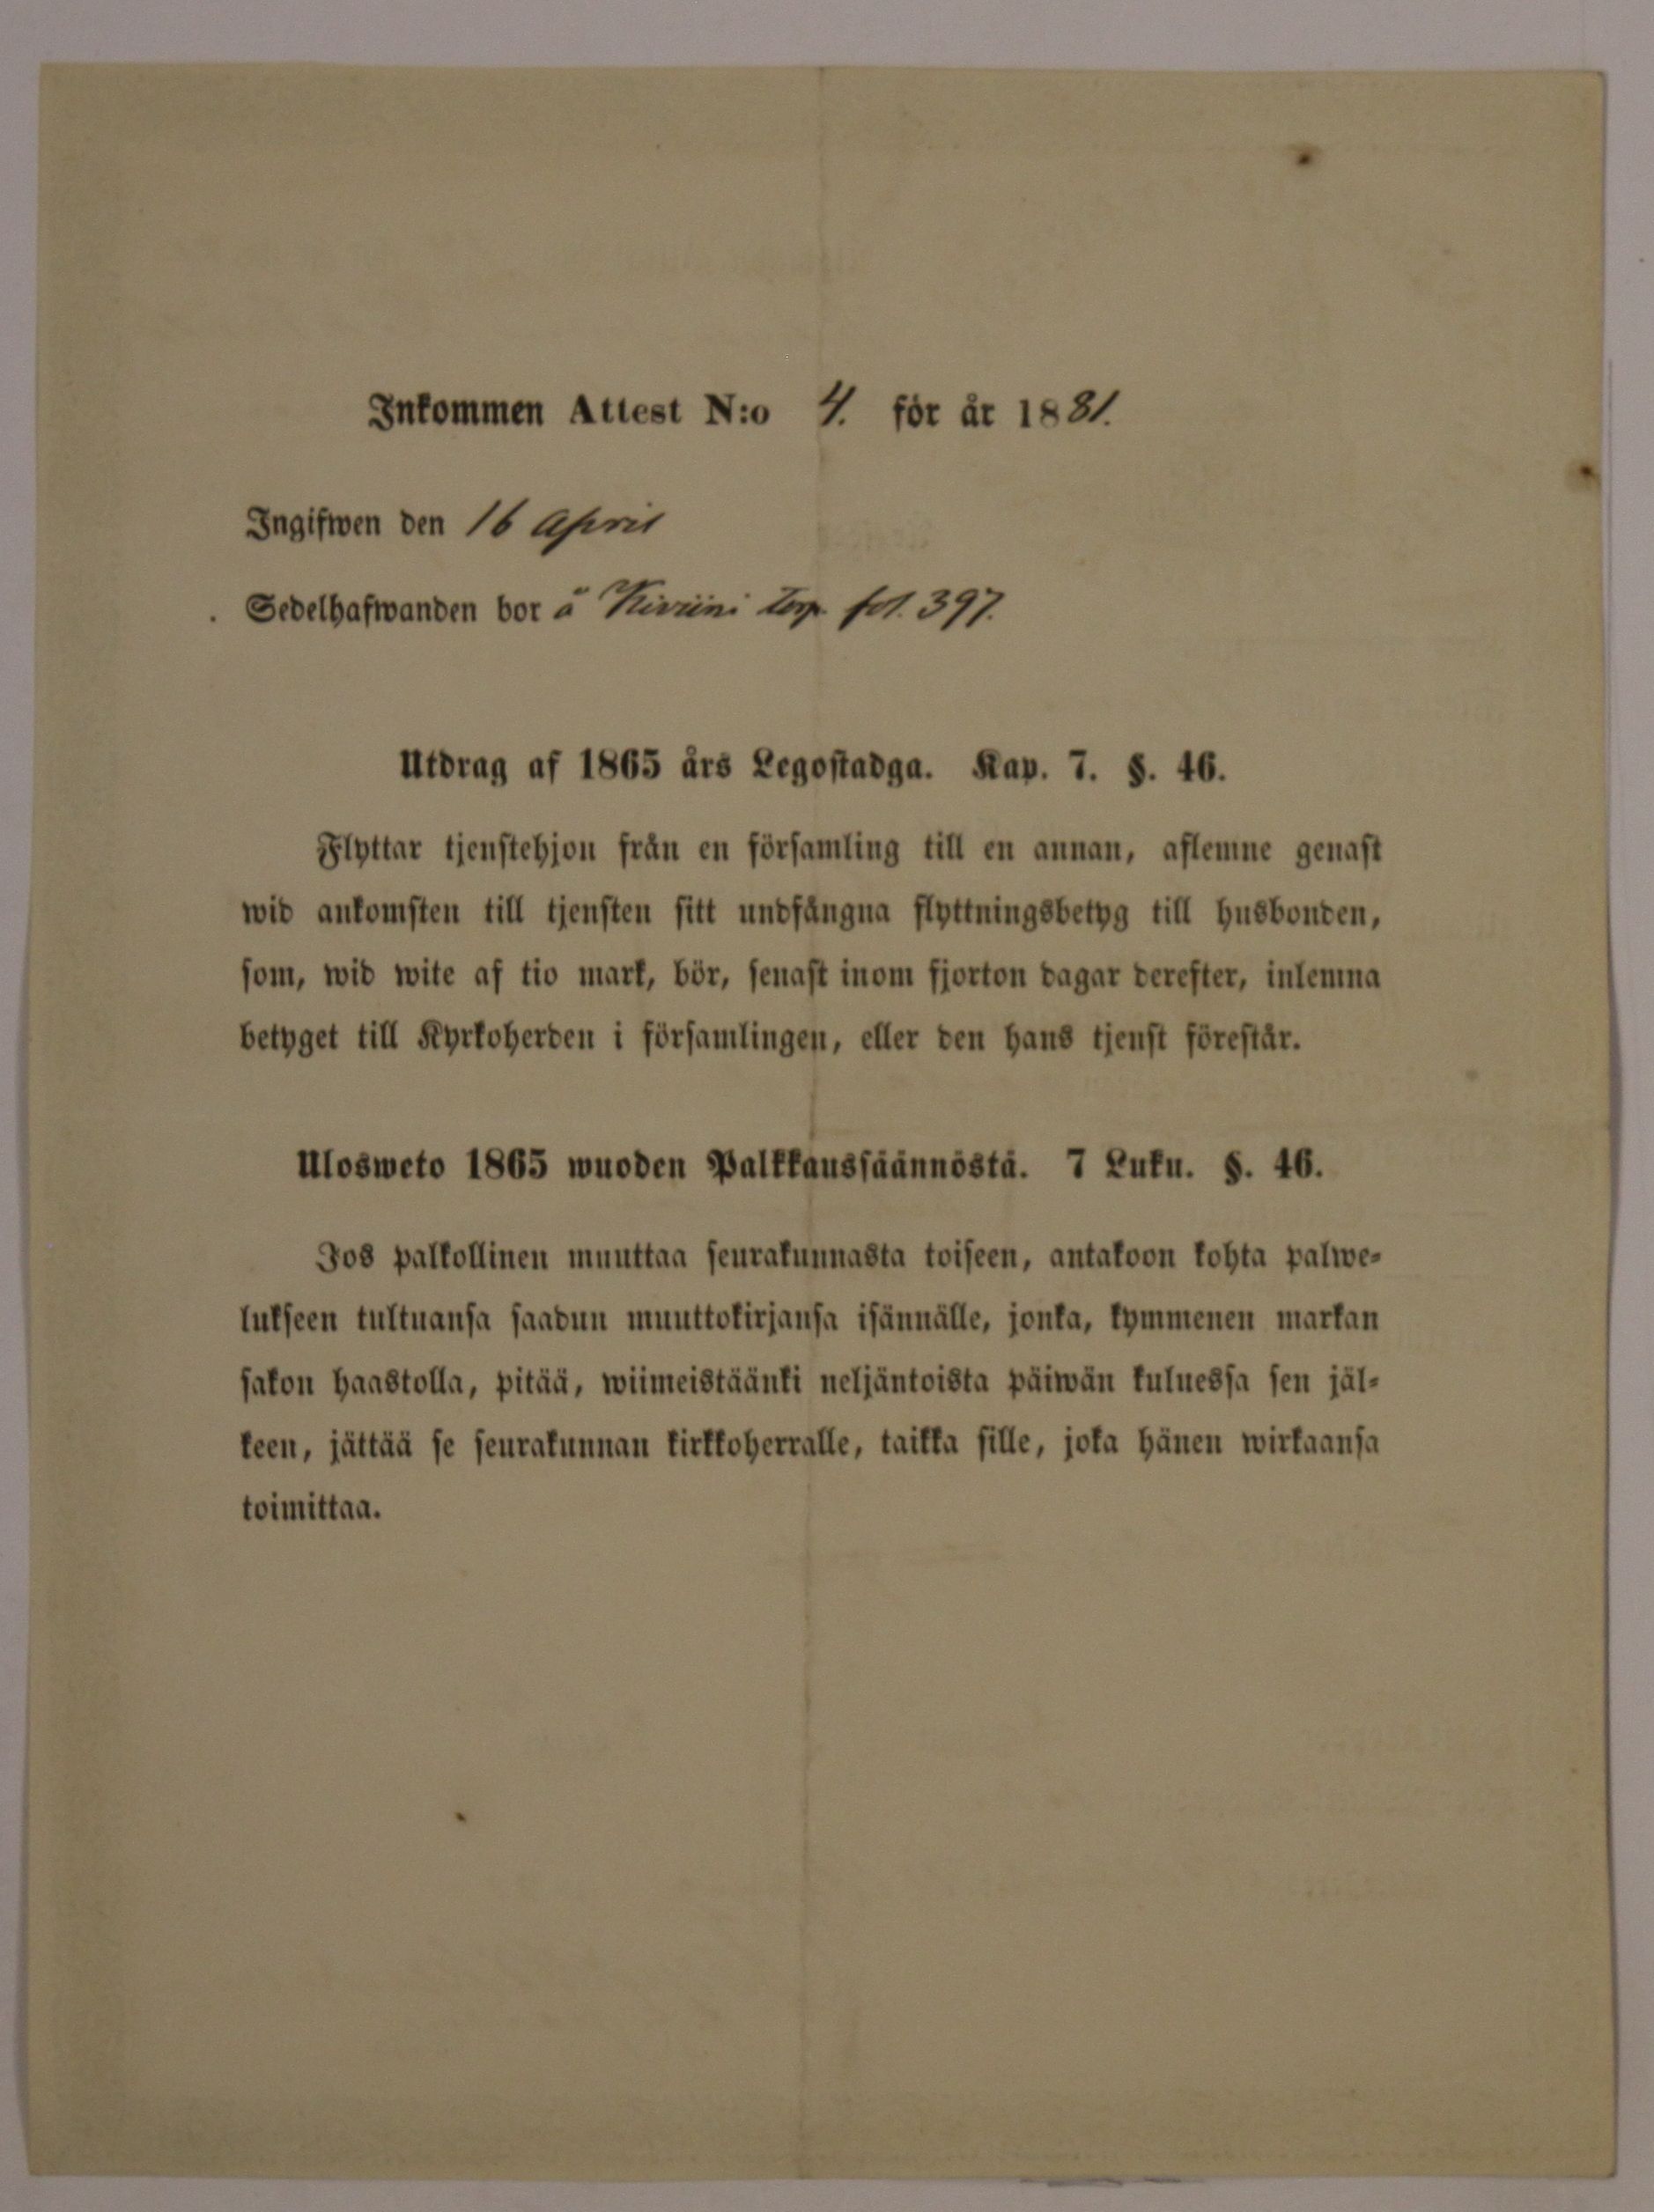 Inkommen Attest N:o 4. för år 1881.
Ingifwen den 16 April
Sedelhafwanden bor å Kiviini torp. fol. 397.
Utdrag af 1865 års Legostadga. Kap. 7. §. 46.
Flyttar tjenstehjon från en församling till en annan, aflemne genast
wid ankomsten till tjensten sitt undfångna flyttningsbetyg till husbonden,
som, wid wite af tio mark, bör, senast inom fjorton dagar derefter, inlemna
betyget till Kyrkoherden i församlingen, eller den hans tjenst förestår.
Ulosweto 1865 wuoden Palkkaussäännöstä. 7 Luku. §. 46.
Jos palkollinen muuttaa seurakunnasta toiseen, antakoon kohta palwe-
lukseen tultuansa saadun muuttokirjansa isännälle, jonka, kymmenen markan
sakon haastolla, pitää, wiimeistäänki neljäntoista päiwän kuluessa sen jäl-
keen, jättää se seurakunnan kirkkoherralle, taikka sille, joka hänen wirkaansa
toimittaa.